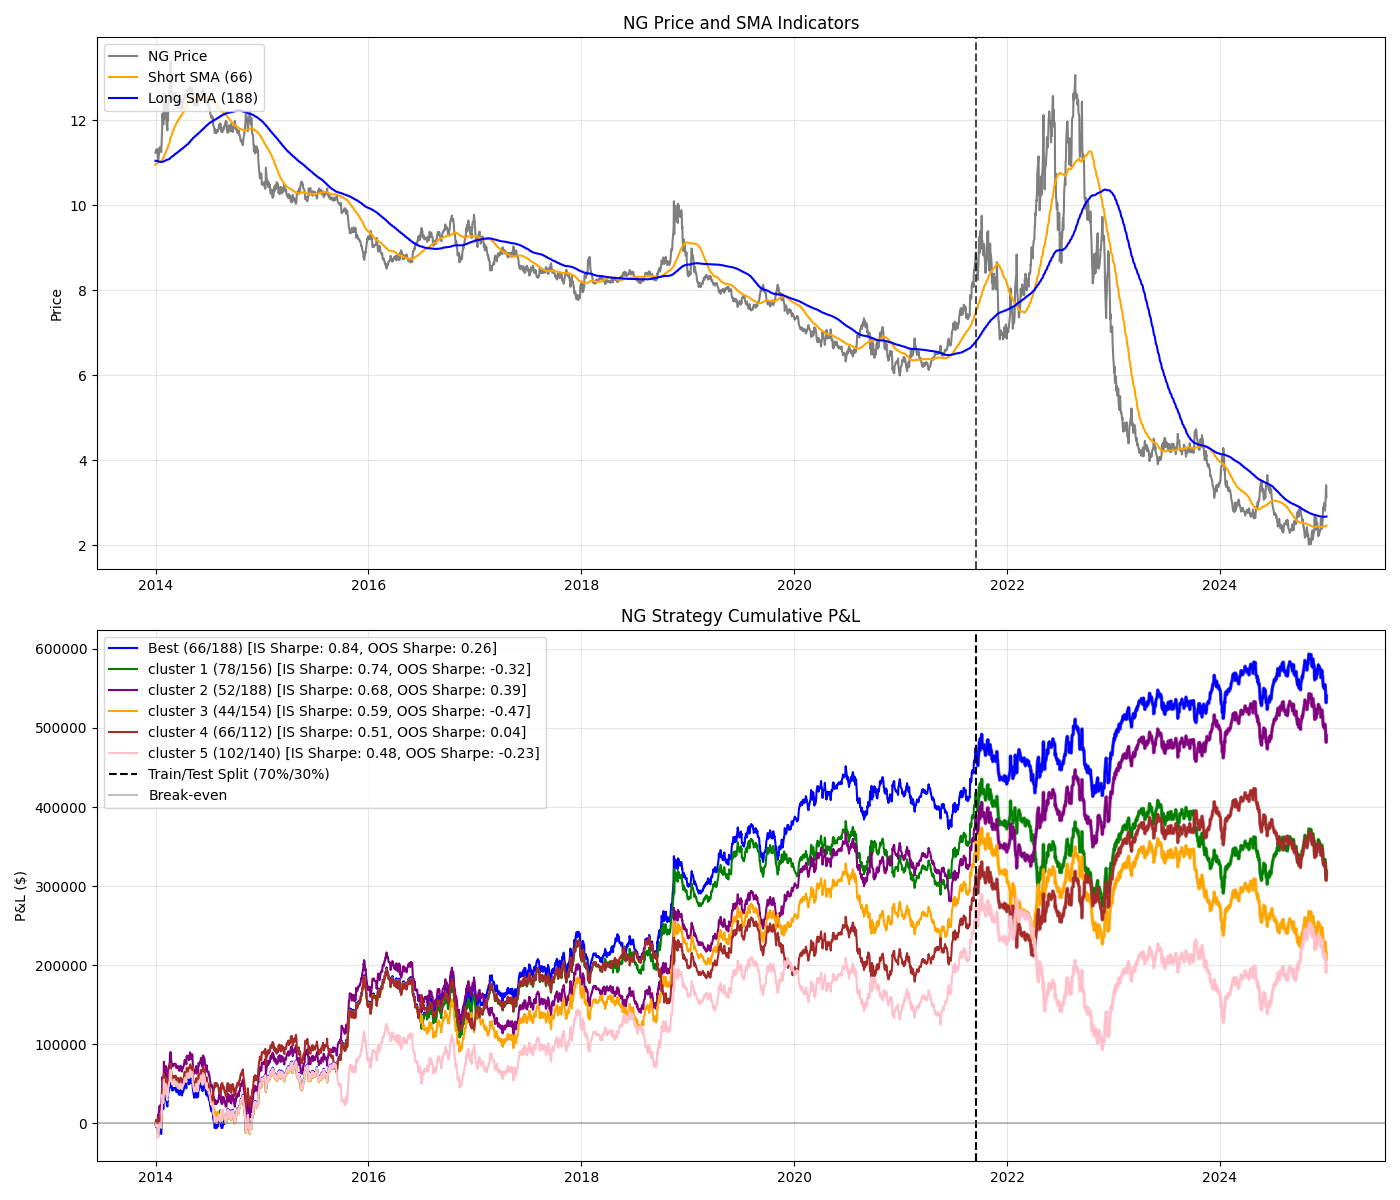 NG Price and SMA Indicators
NG Price
Short SMA (66)
Long SMA (188)
Price
12
10
8
6
4
2
2014
2016
2018
2020
2022
2024
NG Strategy Cumulative P&L
Best (66/188) [IS Sharpe: 0.84, OOS Sharpe: 0.26]
cluster 1 (78/156) [IS Sharpe: 0.74, OOS Sharpe: -0.32]
cluster 2 (52/188) [IS Sharpe: 0.68, OOS Sharpe: 0.39]
cluster 3 (44/154) [IS Sharpe: 0.59, OOS Sharpe: -0.47]
cluster 4 (66/112) [IS Sharpe: 0.51, OOS Sharpe: 0.04]
cluster 5 (102/140) [IS Sharpe: 0.48, OOS Sharpe: -0.23]
Train/Test Split (70%/30%)
Break-even
P&L ($)
600000
500000
400000
300000
200000
100000
0
2014
2016
2018
2020
2022
2024